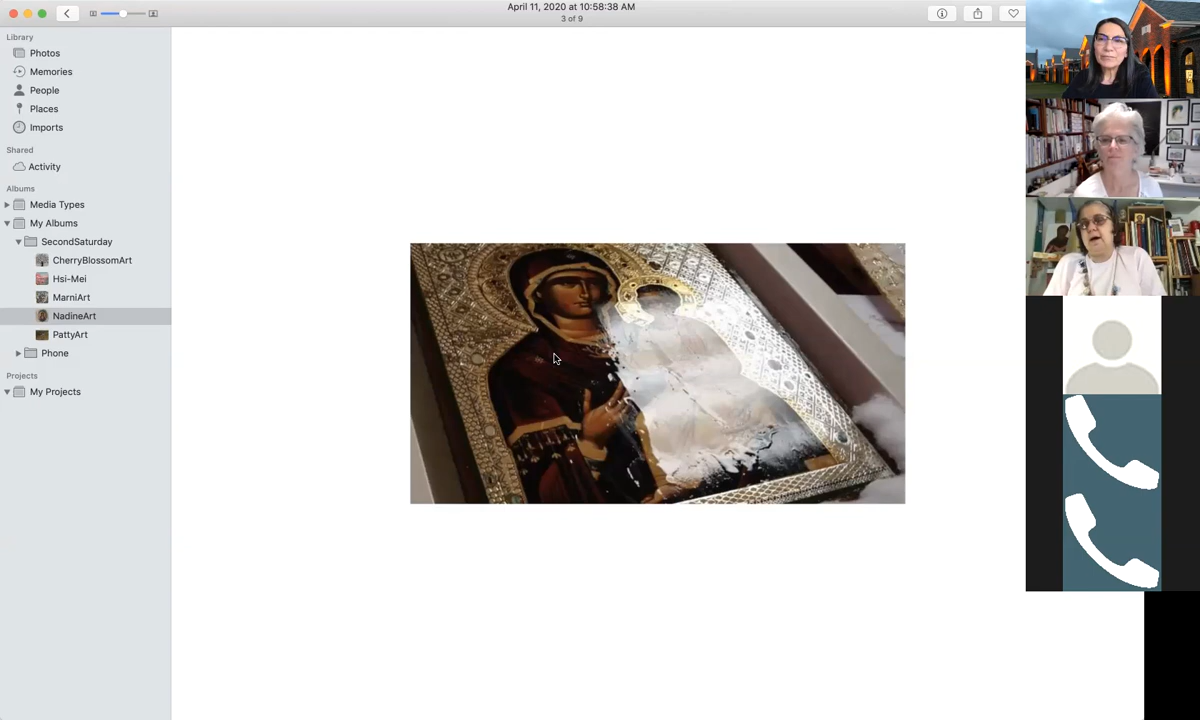 April 11, 2020 at 10:58:38 AM
3 of 9
Library
Photos
Memories
People
Places
Imports
Shared
Activity
Albums
Media Types
My Albums
SecondSaturday
CherryBlossomArt
Hsi-Mei
MarniArt
NadineArt
PattyArt
Phone
Projects
My Projects